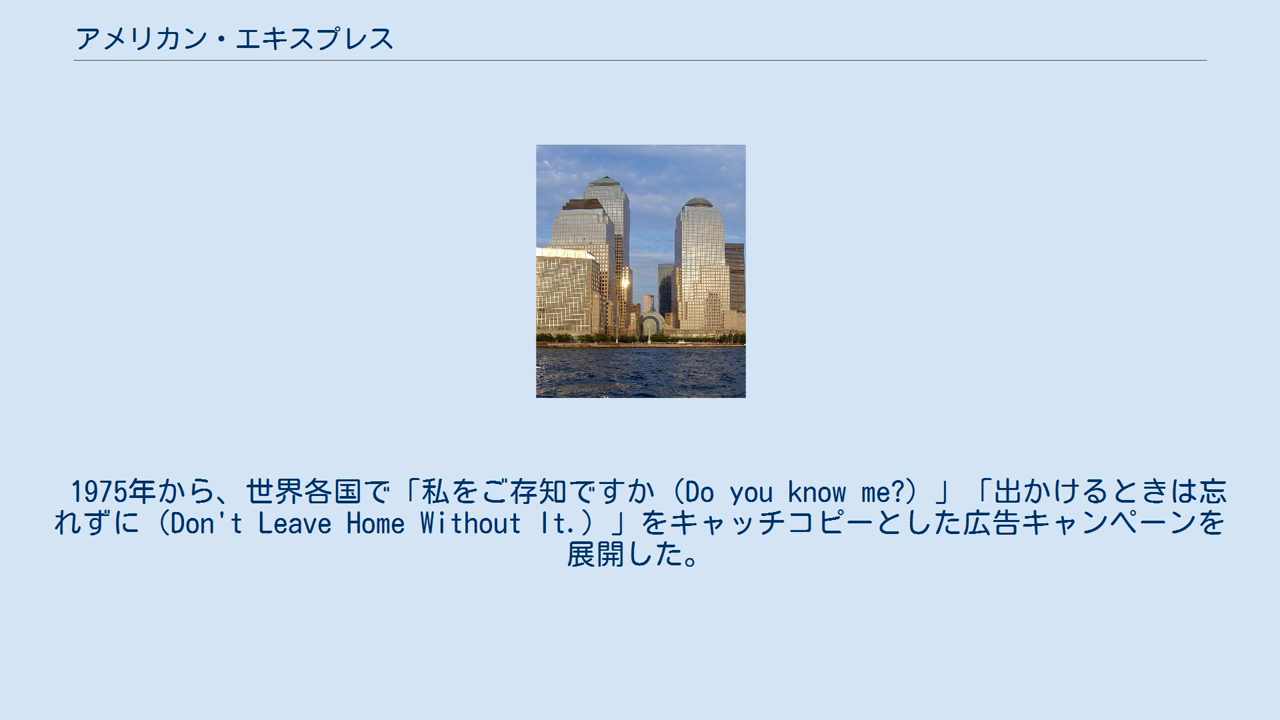 アメリカン・エキスプレス
1975年から、世界各国で「私をご存知ですか（Do you know me?）」「出かけるときは忘
れずに（Don't Leave Home Without It.）」をキャッチコピーとした広告キャンペーンを
展開した。